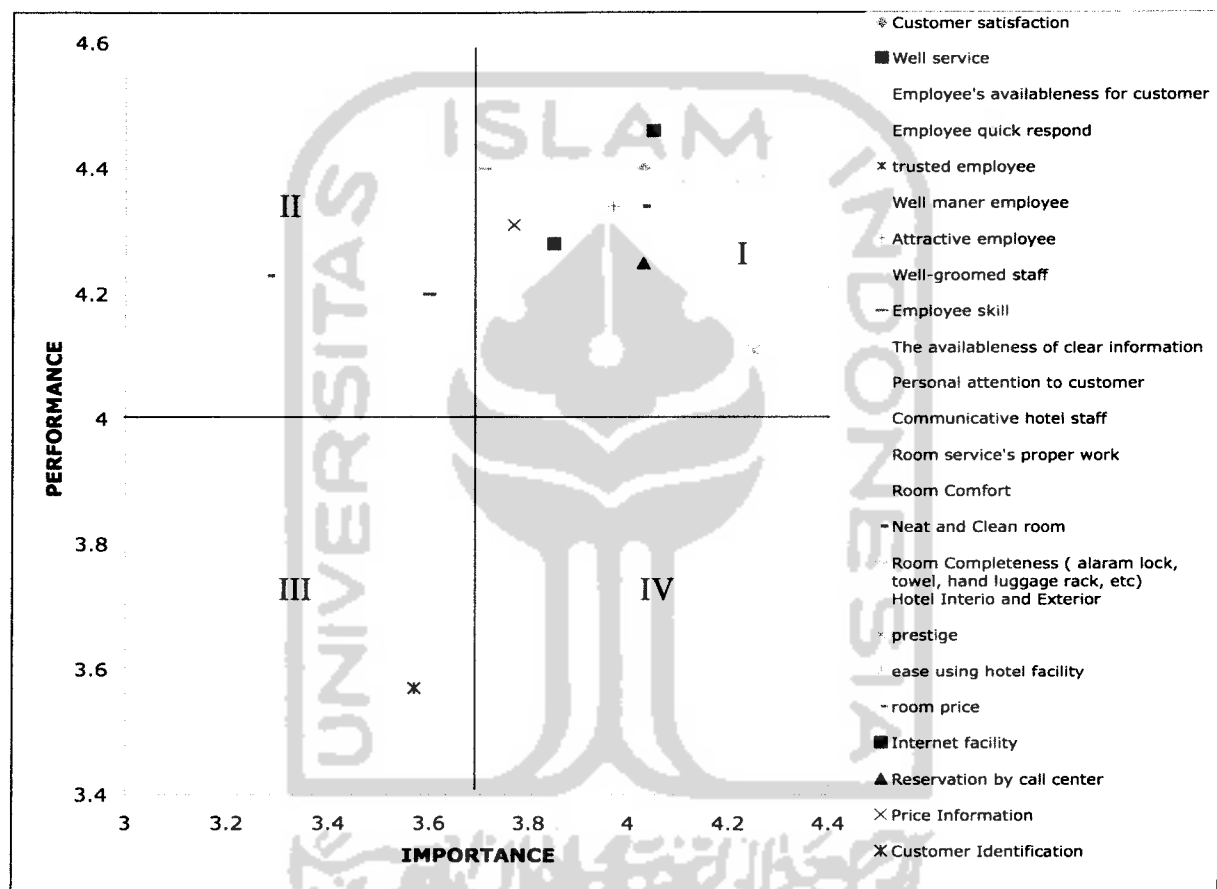 4.6
4.4
4.2
4
3.8
3.6
3.4
PERFORMANCE
3
3.2
3.4
3.6
3.8
4
4.2
4.4
IMPORTANCE
II
I
III
IV
ISLAM
UNIVERSITAS
INDONESIA
Customer satisfaction
Well service
Employee's availableness for customer
Employee quick respond
trusted employee
Well maner employee
Attractive employee
Well-groomed staff
Employee skill
The availableness of clear information
Personal attention to customer
Communicative hotel staff
Room service's proper work
Room Comfort
Neat and Clean room
Room Completeness ( alaram lock,
towel, hand luggage rack, etc)
Hotel Interio and Exterior
prestige
ease using hotel facility
room price
Internet facility
Reservation by call center
Price Information
Customer Identification